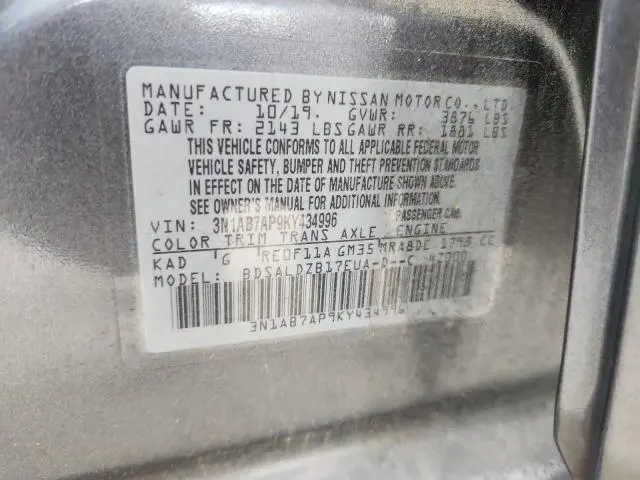 MANUFACTURED BY NISSAN MOTOR CO., LTD.
DATE: 10/19. GVWR: 3876 LBS
GAWR FR: 2143 LBS GAWR RR: 1801 LBS
THIS VEHICLE CONFORMS TO ALL APPLICABLE FEDERAL MOTOR
VEHICLE SAFETY, BUMPER AND THEFT PREVENTION STANDARDS
IN EFFECT ON THE DATE OF MANUFACTURE SHOWN ABOVE.
SEE OWNER'S MANUAL FOR ADDITIONAL INFORMATION.
VIN: 3N1AB7AP9KY434996 PASSENGER CAR
COLOR TRIM TRANS AXLE ENGINE
KAD G RE0F11A GM35 MRA8DE 1798 CC
MODEL: BDSALDZB17EUA-D--C
3N1AB7AP9KY434996